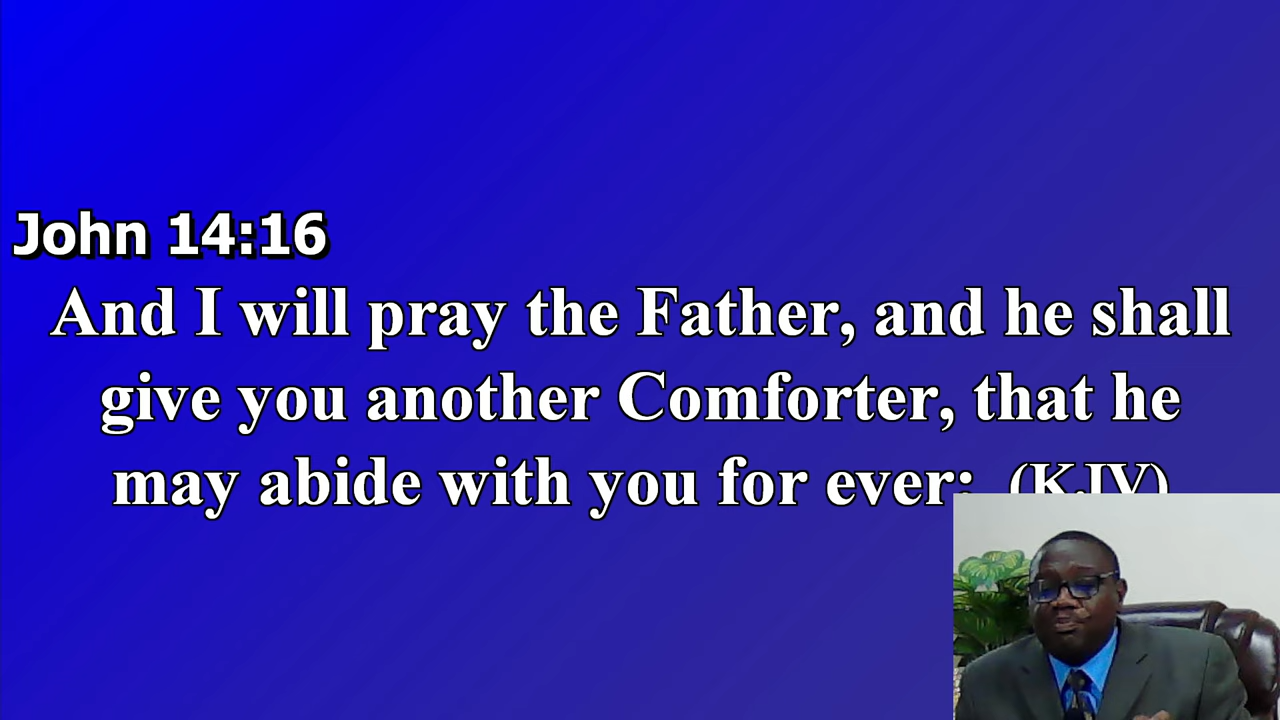 John 14:16
And I will pray the Father, and he shall
give you another Comforter, that he
may abide with you for ever: (KJV)